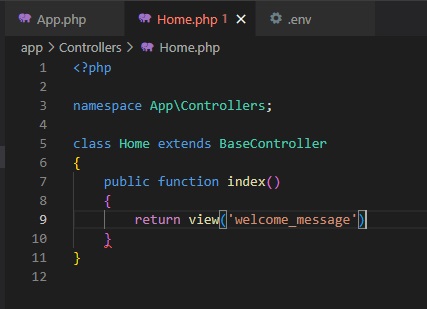 App.php Home.php 1 × .env
app > Controllers > Home.php
1 <?php
2
3 namespace App\Controllers;
4
5 class Home extends BaseController
6 {
7     public function index()
8     {
9         return view('welcome_message')
10     }
11 }
12